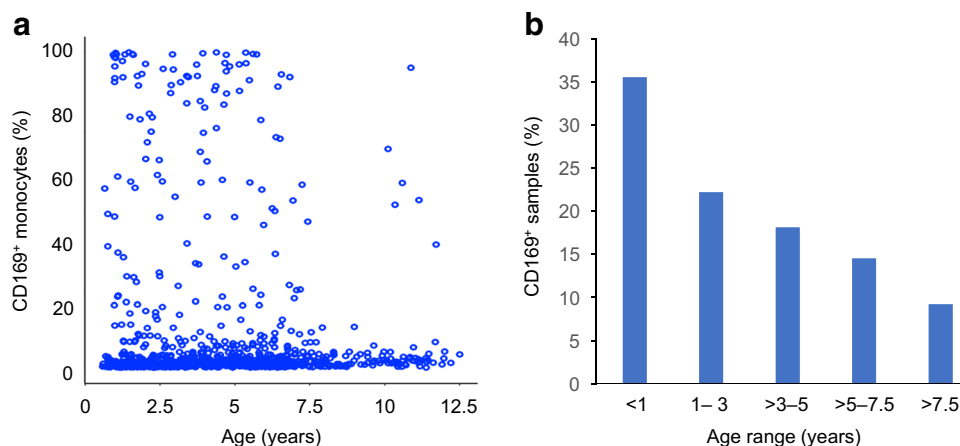 a
CD169+ monocytes (%)
100
80
60
40
20
0
0 2.5 5 7.5 10 12.5
Age (years)
b
CD169+ samples (%)
40
35
30
25
20
15
10
5
0
<1 1– 3 >3–5 >5–7.5 >7.5
Age range (years)